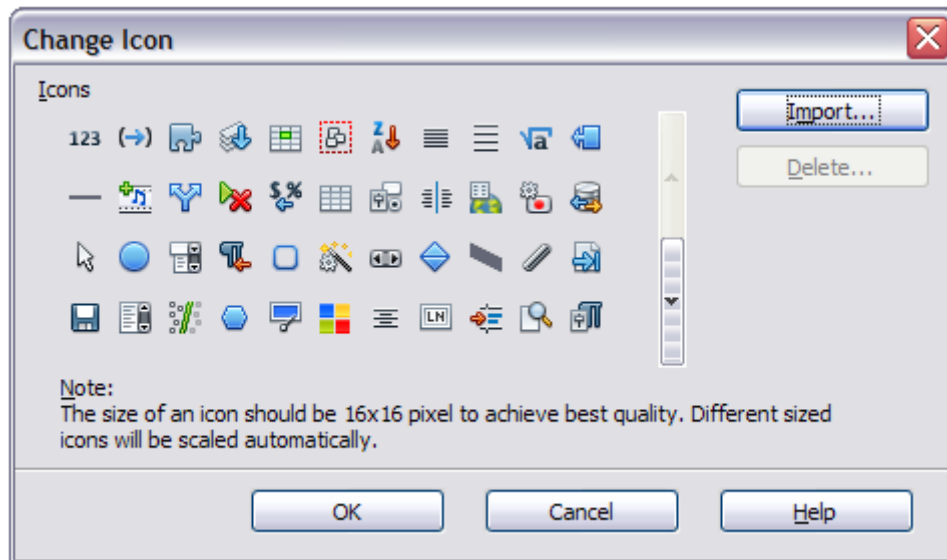 Change Icon
Icons
Import...
123
Delete...
$ %
LN
Note:
The size of an icon should be 16x16 pixel to achieve best quality. Different sized
icons will be scaled automatically.
OK Cancel Help